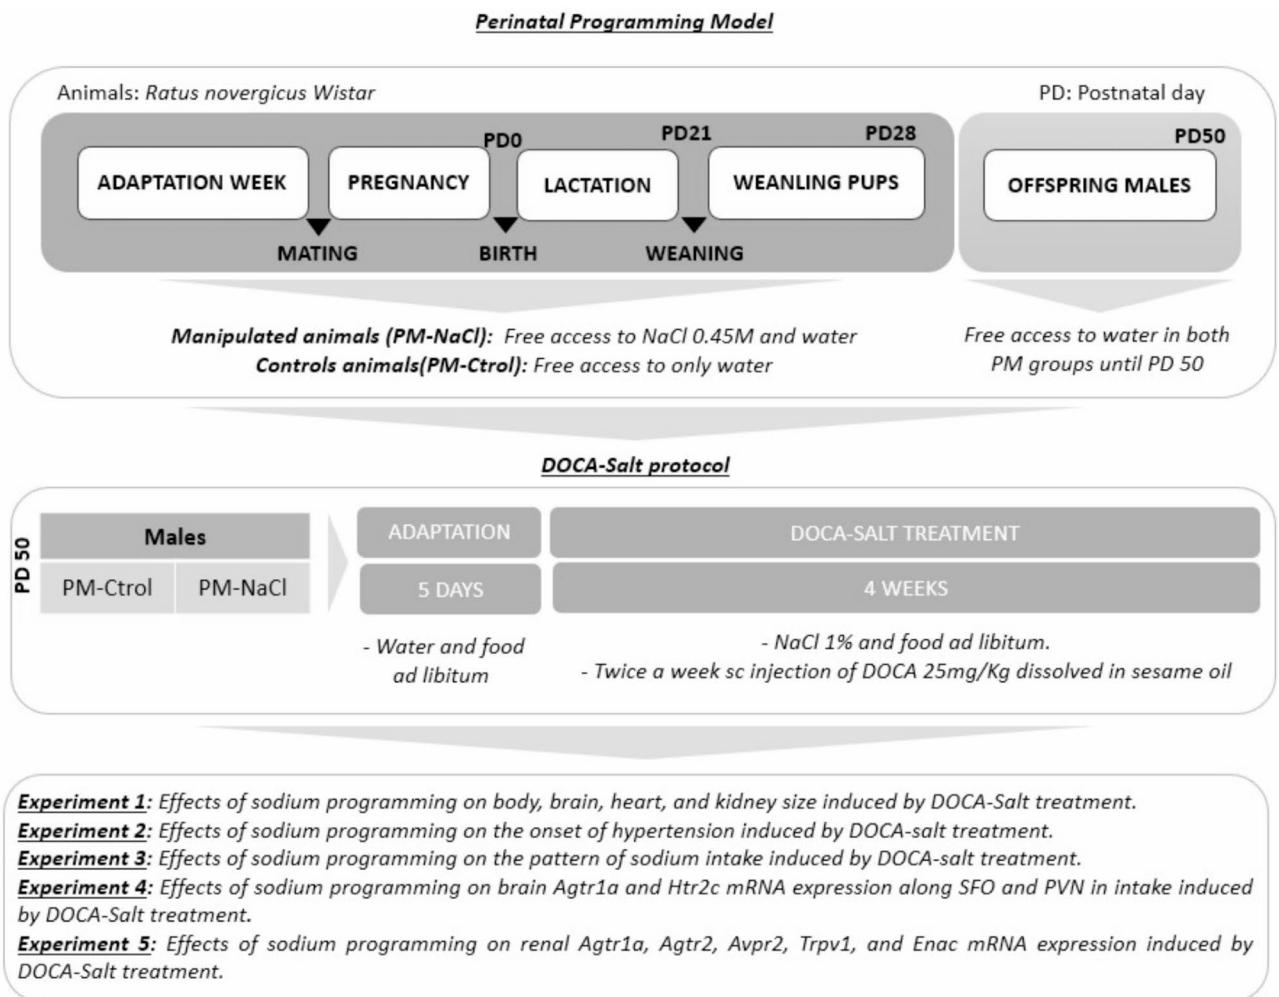 Perinatal Programming Model
Animals: Ratus novergicus Wistar
PD: Postnatal day
PD0
PD21
PD28
PD50
ADAPTATION WEEK
PREGNANCY
LACTATION
WEANLING PUPS
OFFSPRING MALES
MATING
BIRTH
WEANING
Manipulated animals (PM-NaCl): Free access to NaCl 0.45M and water
Controls animals(PM-Ctrol): Free access to only water
Free access to water in both
PM groups until PD 50
DOCA-Salt protocol
PD 50
Males
PM-Ctrol
PM-NaCl
ADAPTATION
DOCA-SALT TREATMENT
5 DAYS
4 WEEKS
- Water and food
ad libitum
- NaCl 1% and food ad libitum.
- Twice a week sc injection of DOCA 25mg/Kg dissolved in sesame oil
Experiment 1: Effects of sodium programming on body, brain, heart, and kidney size induced by DOCA-Salt treatment.
Experiment 2: Effects of sodium programming on the onset of hypertension induced by DOCA-salt treatment.
Experiment 3: Effects of sodium programming on the pattern of sodium intake induced by DOCA-salt treatment.
Experiment 4: Effects of sodium programming on brain Agtr1a and Htr2c mRNA expression along SFO and PVN in intake induced
by DOCA-Salt treatment.
Experiment 5: Effects of sodium programming on renal Agtr1a, Agtr2, Avpr2, Trpv1, and Enac mRNA expression induced by
DOCA-Salt treatment.